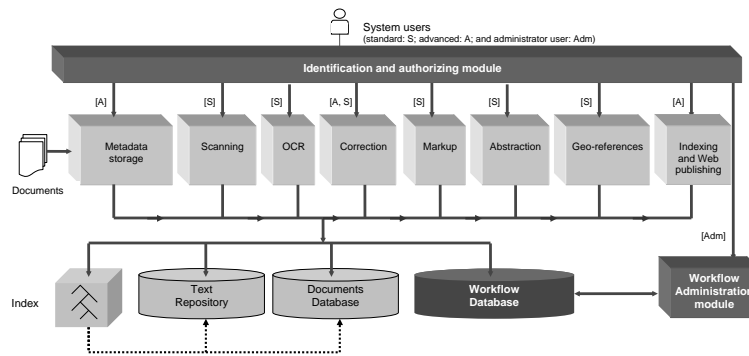 System users
(standard: S; advanced: A; and administrator user: Adm)
Identification and authorizing module
[A]
[S]
[S]
[A, S]
[S]
[S]
[S]
[A]
Metadata
storage
Scanning
OCR
Correction
Markup
Abstraction
Geo-references
Indexing
and Web
publishing
Documents
[Adm]
Index
Text
Repository
Documents
Database
Workflow
Database
Workflow
Administration
module